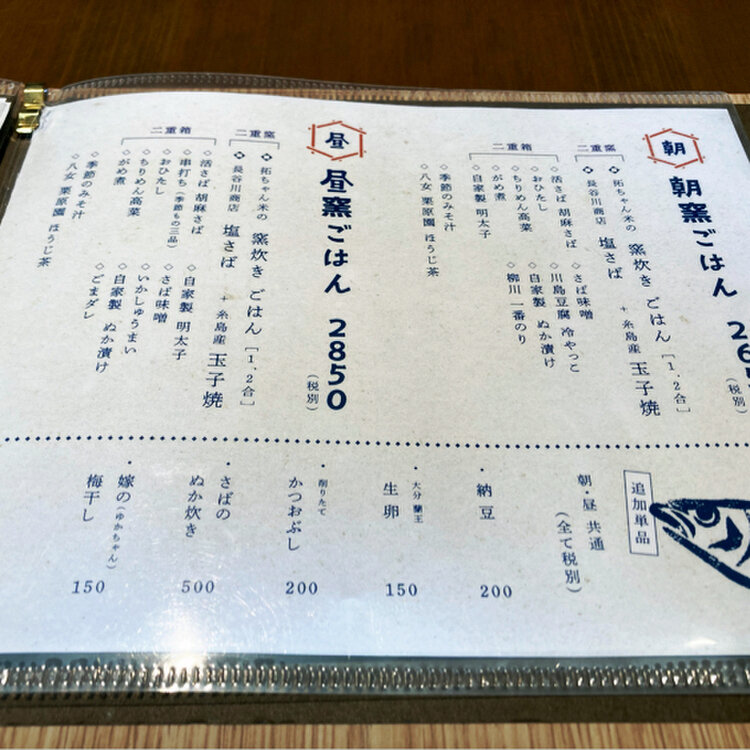 朝
朝窯ごはん
265
(税別)
二重窯
◇ 拓ちゃん米の 窯炊き ごはん [1.2合]
◇ 長谷川商店 塩さば + 糸島産 玉子焼
二重箱
◇活さば 胡麻さば ◇さば味噌
◇おひたし ◇川島豆腐 冷やっこ
◇ちりめん高菜 ◇自家製 ぬか漬け
◇がめ煮 ◇柳川一番のり
◇自家製 明太子
◇季節のみそ汁
◇八女 栗原園 ほうじ茶
昼
昼窯ごはん 2850
(税別)
二重窯
◇ 拓ちゃん米の 窯炊き ごはん [1.2合]
◇ 長谷川商店 塩さば + 糸島産 玉子焼
二重箱
◇活さば 胡麻さば ◇自家製 明太子
◇串打ち(季節もの三品) ◇さば味噌
◇おひたし ◇いかしゅうまい
◇ちりめん高菜 ◇自家製 ぬか漬け
◇がめ煮 ◇ごまダレ
◇季節のみそ汁
◇八女 栗原園 ほうじ茶
追加単品
朝・昼 共通
(全て税別)
・納豆 200
・大分 蘭王
生卵 150
・削りたて
かつおぶし 200
・さばの
ぬか炊き 500
・嫁の(ゆかちゃん)
梅干し 150